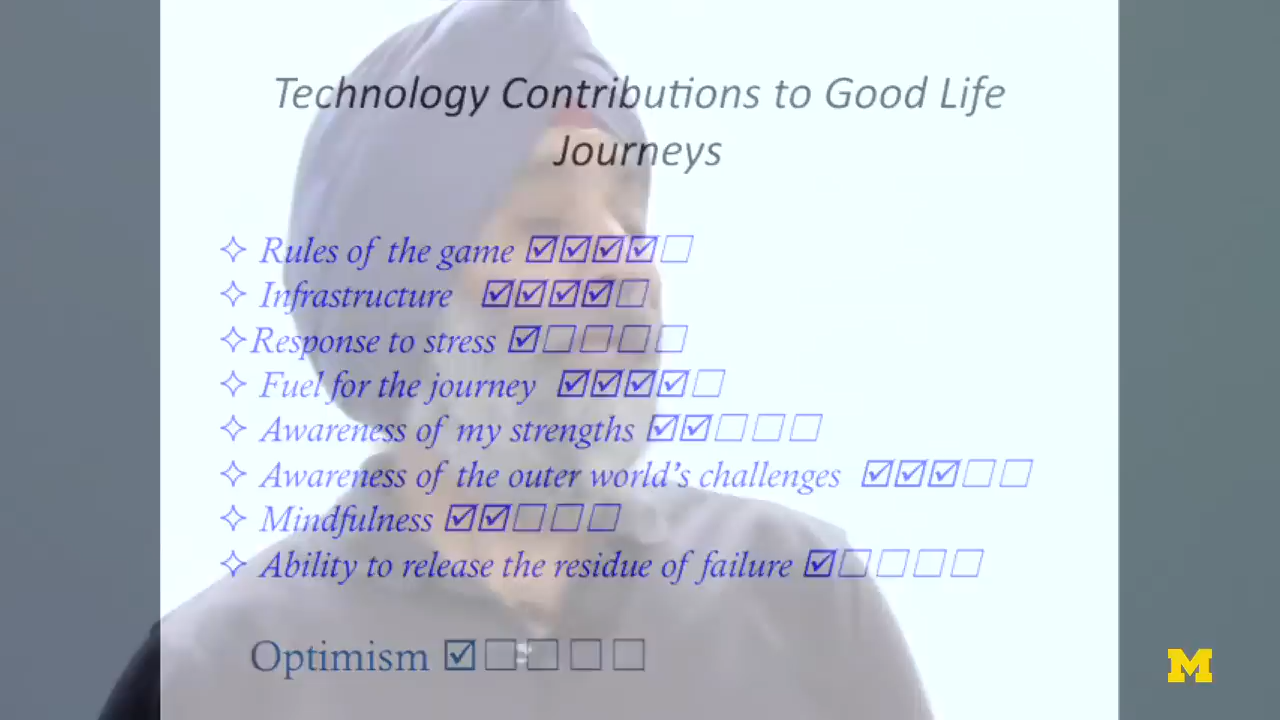 Technology Contributions to Good Life
Journeys
✧ Rules of the game ☑☑☑☑☐
✧ Infrastructure ☑☑☑☑☐
✧Response to stress ☑☐☐☐☐
✧ Fuel for the journey ☑☑☑☑☐
✧ Awareness of my strengths ☑☑☐☐☐
✧ Awareness of the outer world's challenges ☑☑☑☐☐
✧ Mindfulness ☑☑☐☐☐
✧ Ability to release the residue of failure ☑☐☐☐☐
Optimism ☑☐☐☐☐
M